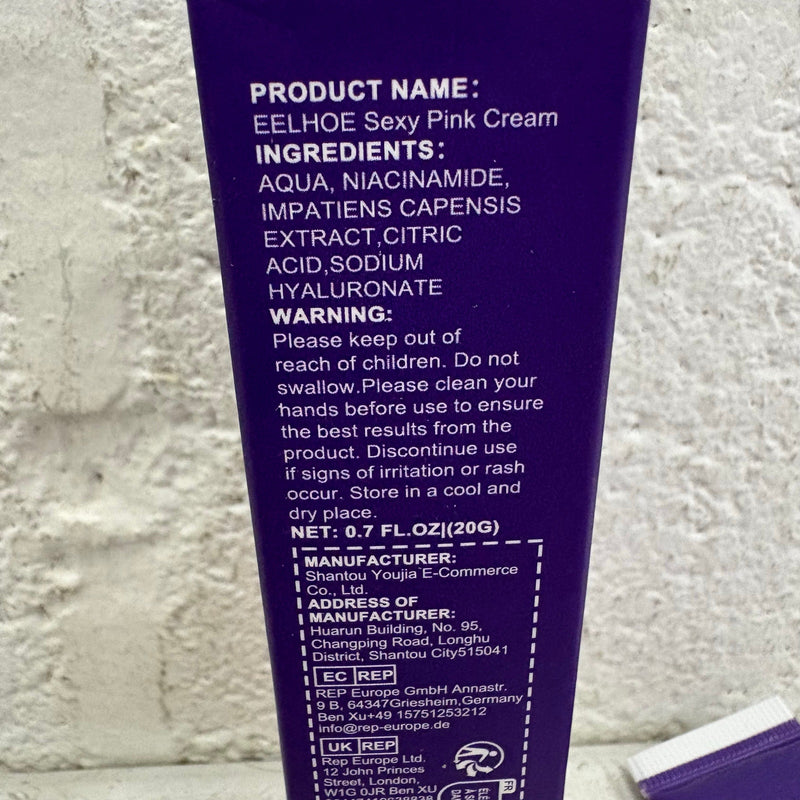 PRODUCT NAME:
EELHOE Sexy Pink Cream
INGREDIENTS:
AQUA, NIACINAMIDE,
IMPATIENS CAPENSIS
EXTRACT,CITRIC
ACID,SODIUM
HYALURONATE
WARNING:
Please keep out of
reach of children. Do not
swallow.Please clean your
hands before use to ensure
the best results from the
product. Discontinue use
if signs of irritation or rash
occur. Store in a cool and
dry place.
NET: 0.7 FL.OZ|(20G)
MANUFACTURER:
Shantou Youjia E-Commerce
Co., Ltd.
ADDRESS OF
MANUFACTURER:
Huarun Building, No. 95,
Changping Road, Longhu
District, Shantou City515041
EC REP
REP Europe GmbH Annastr.
9 B, 64347Griesheim,Germany
Ben Xu+49 15751253212
info@rep-europe.de
UK REP
Rep Europe Ltd.
12 John Princes
Street, London,
W1G 0JR Ben XU
FR